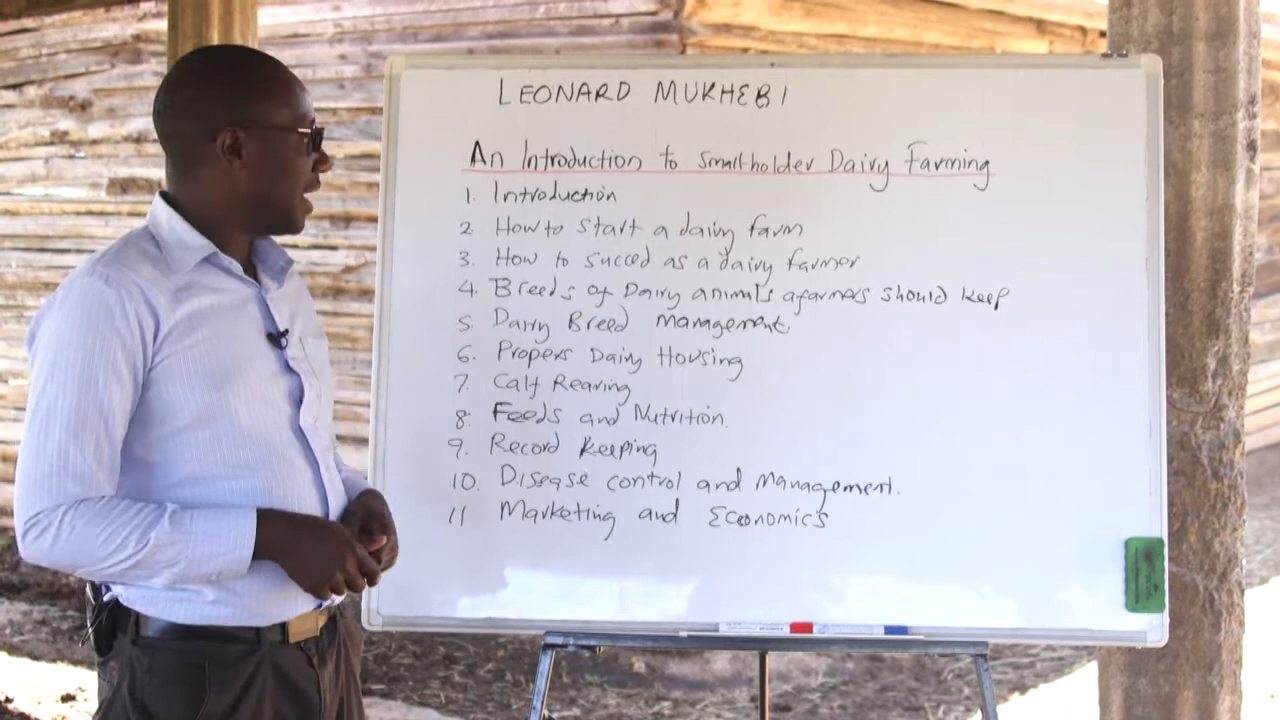 LEONARD MUKHEBI
An Introduction to Smallholder Dairy Farming
1. Introduction
2. How to start a dairy farm
3. How to succed as a dairy farmer
4. Breeds of Dairy animals a farmers should keep
5. Dairy Breed Management.
6. Propers Dairy Housing
7. Calf Rearing
8. Feeds and Nutrition.
9. Record keeping
10. Disease control and Management.
11 Marketing and Economics